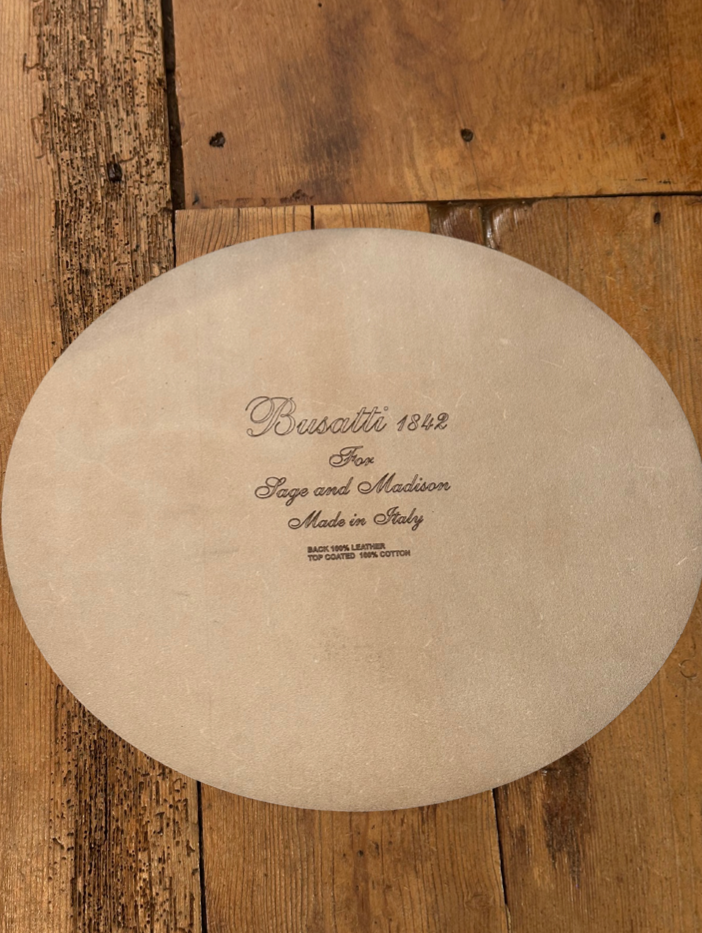 Busatti 1842
For
Sage and Madison
Made in Italy
BACK 100% LEATHER
TOP COATED 100% COTTON